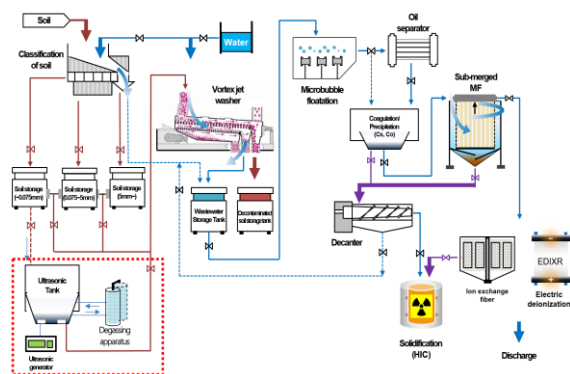 Soil
Classification
of soil
Water
Oil
separator
Microbubble
floatation
Vortex jet
washer
Sub-merged
MF
Coagulation/
Precipitation
(Cs, Co)
Soil storage
(~0.075mm)
Soil storage
(0.075~5mm)
Soil storage
(5mm~)
Wastewater
Storage Tank
Decontaminated
soil storage-tank
Decanter
Ultrasonic
Tank
Degassing
apparatus
Ultrasonic
generator
Ion exchange
fiber
EDIXR
Electric
deionization
Solidification
(HIC)
Discharge